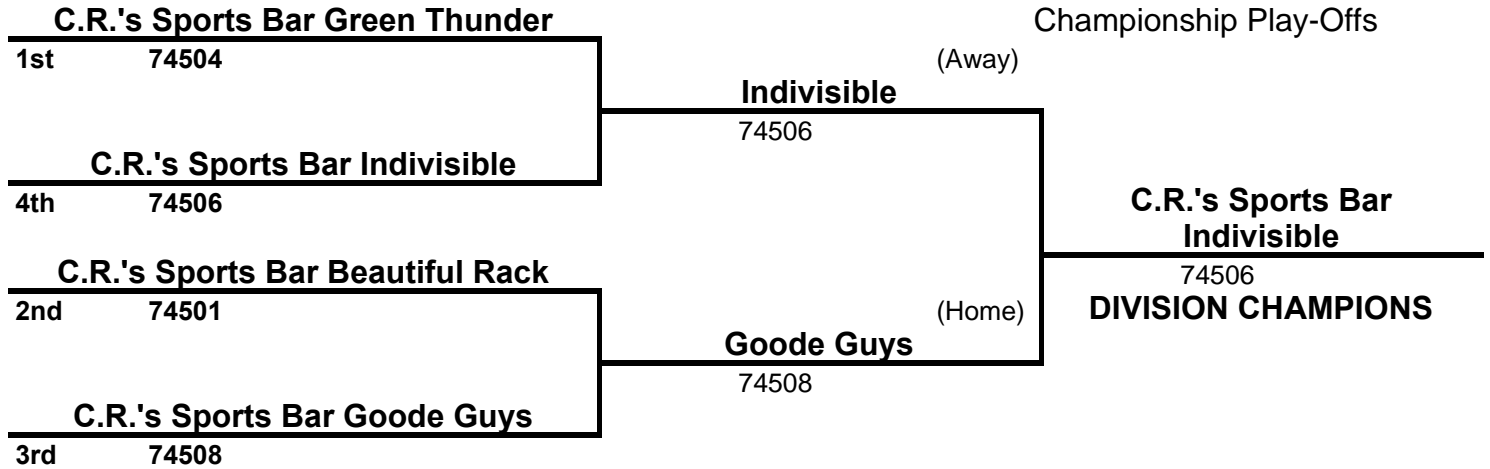 C.R.'s Sports Bar Green Thunder
Championship Play-Offs
1st 74504
(Away)
Indivisible
74506
C.R.'s Sports Bar Indivisible
4th 74506
C.R.'s Sports Bar
Indivisible
74506
DIVISION CHAMPIONS
C.R.'s Sports Bar Beautiful Rack
2nd 74501
(Home)
Goode Guys
74508
C.R.'s Sports Bar Goode Guys
3rd 74508